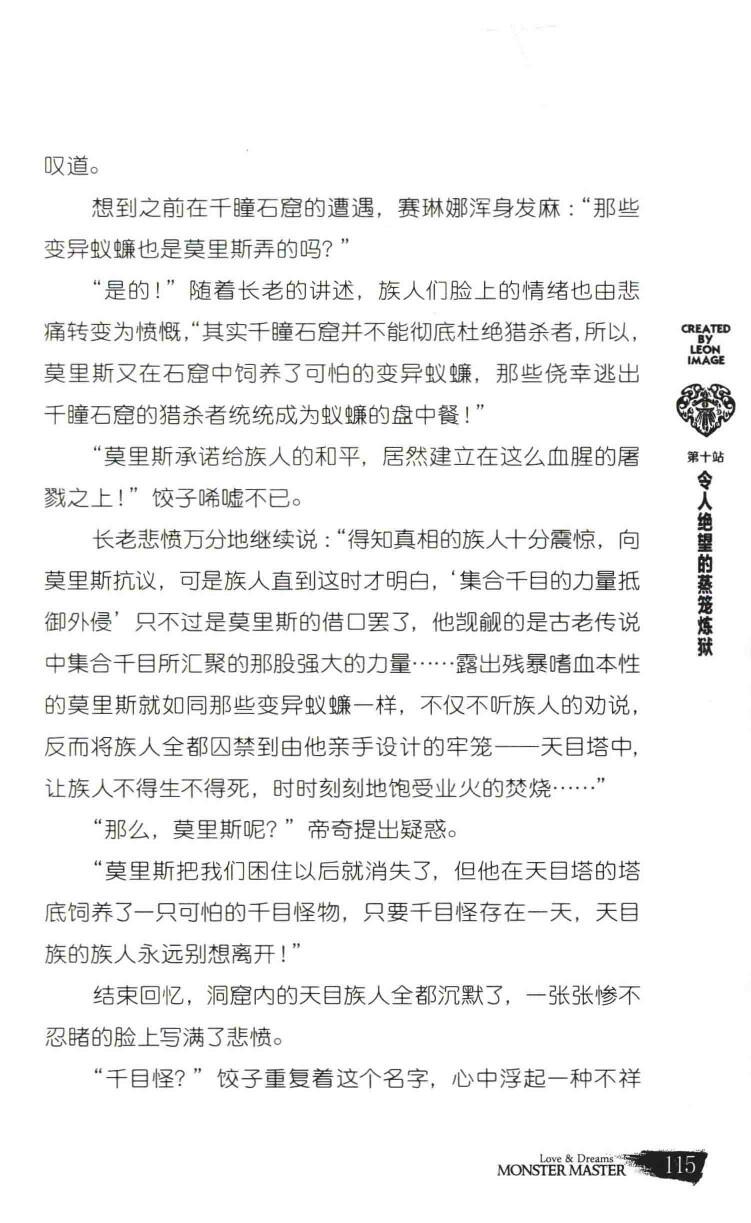 叹道。
想到之前在千瞳石窟的遭遇，赛琳娜浑身发麻：“那些
变异蚁蠊也是莫里斯弄的吗？”
“是的！”随着长老的讲述，族人们脸上的情绪也由悲
痛转变为愤慨，“其实千瞳石窟并不能彻底杜绝猎杀者，所以，
莫里斯又在石窟中饲养了可怕的变异蚁蠊，那些侥幸逃出
千瞳石窟的猎杀者统统成为蚁蠊的盘中餐！”
“莫里斯承诺给族人的和平，居然建立在这么血腥的屠
戮之上！”饺子唏嘘不已。
长老悲愤万分地继续说：“得知真相的族人十分震惊，向
莫里斯抗议，可是族人直到这时才明白，‘集合千目的力量抵
御外侵’只不过是莫里斯的借口罢了，他觊觎的是古老传说
中集合千目所汇聚的那股强大的力量……露出残暴嗜血本性
的莫里斯就如同那些变异蚁蠊一样，不仅不听族人的劝说，
反而将族人全都囚禁到由他亲手设计的牢笼——天目塔中，
让族人不得生不得死，时时刻刻地饱受业火的焚烧……”
“那么，莫里斯呢？”帝奇提出疑惑。
“莫里斯把我们困住以后就消失了，但他在天目塔的塔
底饲养了一只可怕的千目怪物，只要千目怪存在一天，天目
族的族人永远别想离开！”
结束回忆，洞窟内的天目族人全都沉默了，一张张惨不
忍睹的脸上写满了悲愤。
“千目怪？”饺子重复着这个名字，心中浮起一种不祥
CREATED
BY
LEON
IMAGE
第十站
令人绝望的蒸笼炼狱
Love & Dreams
MONSTER MASTER
115